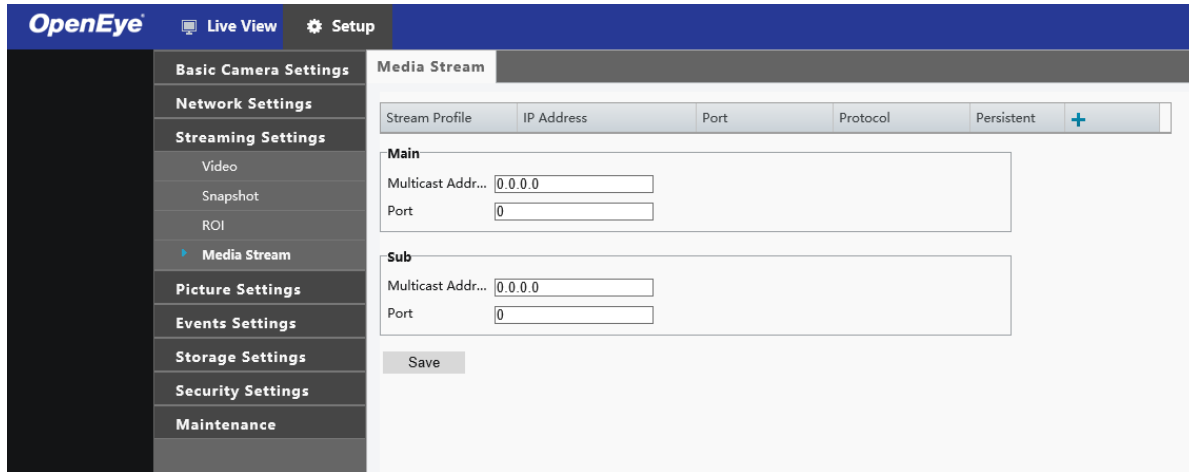 OpenEye Live View Setup
Basic Camera Settings
Network Settings
Streaming Settings
Video
Snapshot
ROI
Media Stream
Picture Settings
Events Settings
Storage Settings
Security Settings
Maintenance
Media Stream
Stream Profile IP Address Port Protocol Persistent +
Main
Multicast Addr... 0.0.0.0
Port 0
Sub
Multicast Addr... 0.0.0.0
Port 0
Save